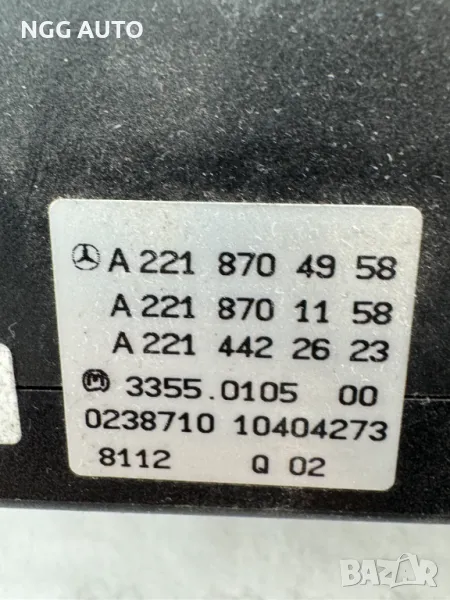 NGG AUTO
A 221 870 49 58
A 221 870 11 58
A 221 442 26 23
M 3355.0105 00
0238710 10404273
8112 Q 02
BAZAR